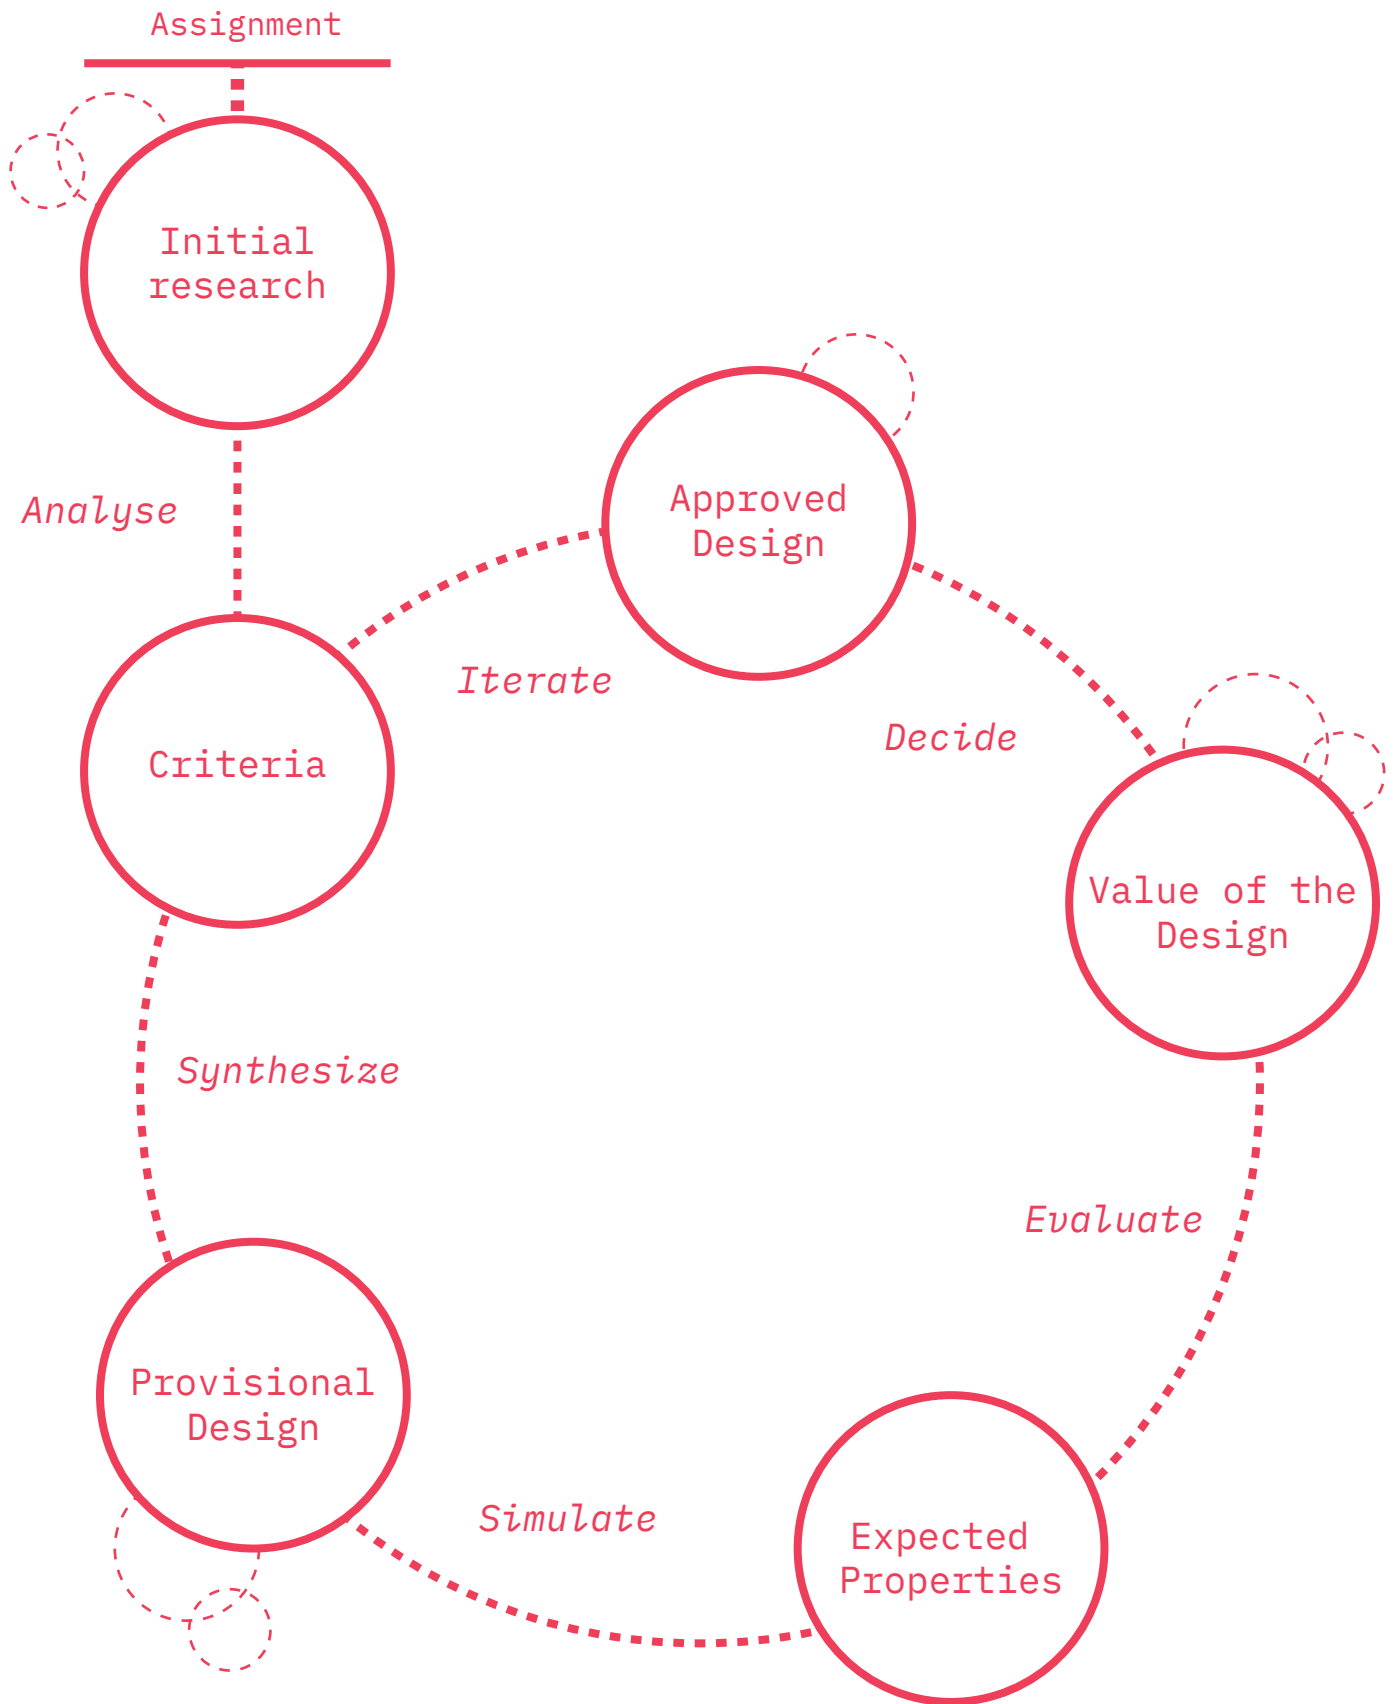 Assignment
Initial
research
Analyse
Approved
Design
Iterate
Decide
Criteria
Value of the
Design
Synthesize
Evaluate
Provisional
Design
Simulate
Expected
Properties